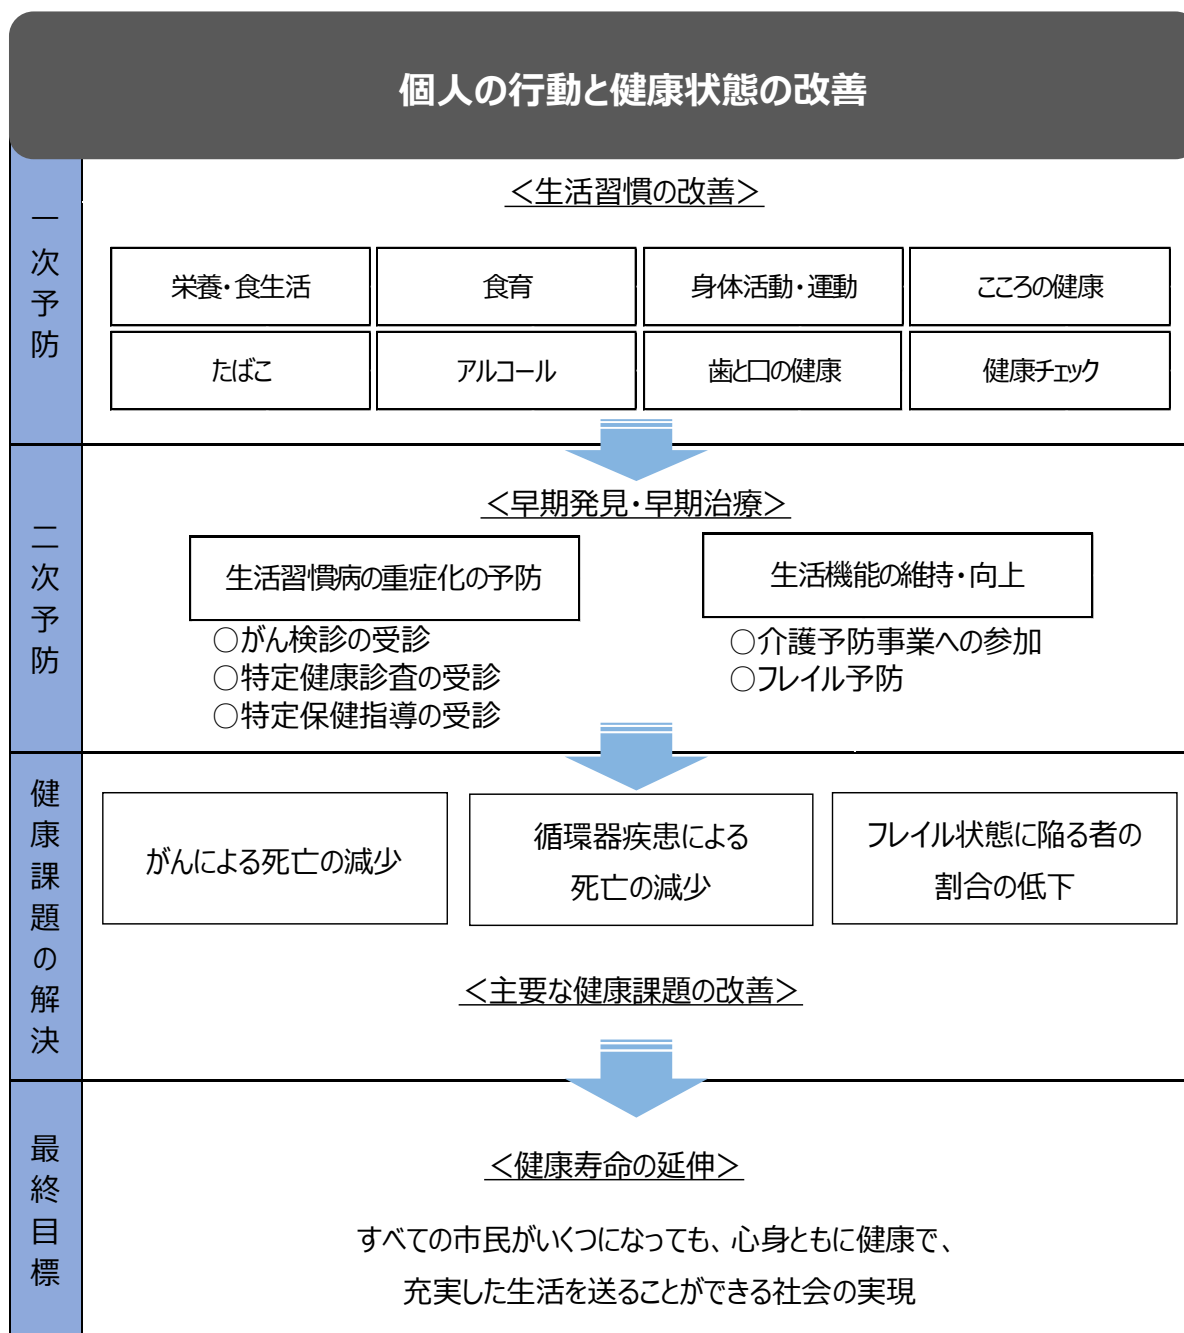 個人の行動と健康状態の改善
一次予防
＜生活習慣の改善＞
栄養・食生活
食育
身体活動・運動
こころの健康
たばこ
アルコール
歯と口の健康
健康チェック
二次予防
＜早期発見・早期治療＞
生活習慣病の重症化の予防
○がん検診の受診
○特定健康診査の受診
○特定保健指導の受診
生活機能の維持・向上
○介護予防事業への参加
○フレイル予防
健康課題の解決
がんによる死亡の減少
循環器疾患による
死亡の減少
フレイル状態に陥る者の
割合の低下
＜主要な健康課題の改善＞
最終目標
＜健康寿命の延伸＞
すべての市民がいくつになっても、心身ともに健康で、
充実した生活を送ることができる社会の実現